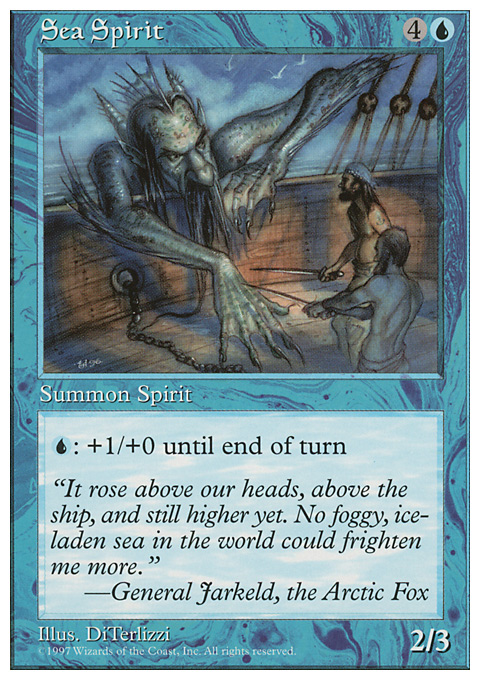 Sea Spirit 4
Summon Spirit
: +1/+0 until end of turn
“It rose above our heads, above the
ship, and still higher yet. No foggy, ice-
laden sea in the world could frighten
me more.”
—General Jarkeld, the Arctic Fox
Illus. DiTerlizzi
©1997 Wizards of the Coast, Inc. All rights reserved.
2/3